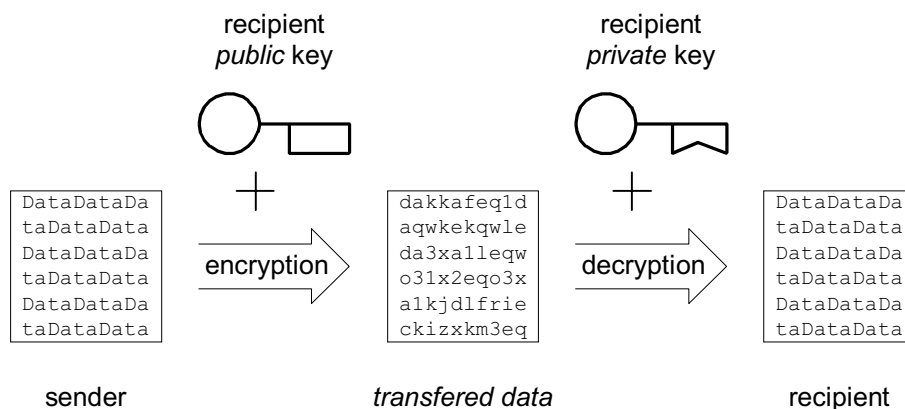 recipient
public key
recipient
private key
DataDataDa
taDataData
DataDataDa
taDataData
DataDataDa
taDataData
encryption
dakkafeq1d
aqwkekqwle
da3xa1leqw
o31x2eqo3x
a1kjdlfrie
ckizxkm3eq
decryption
DataDataDa
taDataData
DataDataDa
taDataData
DataDataDa
taDataData
sender
transfered data
recipient